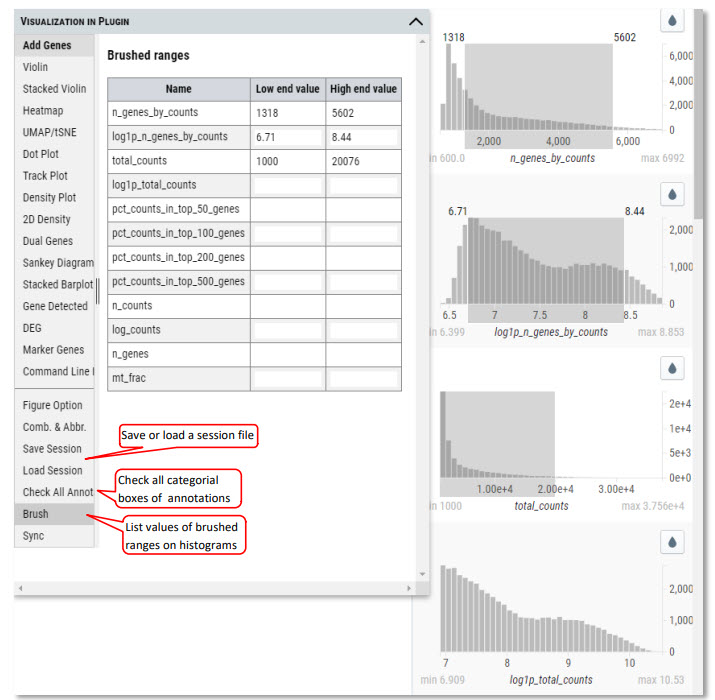 VISUALIZATION IN PLUGIN
Add Genes
Violin
Stacked Violin
Heatmap
UMAP/tSNE
Dot Plot
Track Plot
Density Plot
2D Density
Dual Genes
Sankey Diagram
Stacked Barplot
Gene Detected
DEG
Marker Genes
Command Line
Figure Option
Comb. & Abbr.
Save Session
Load Session
Check All Annot
Brush
Sync
Brushed ranges
Name Low end value High end value
n_genes_by_counts 1318 5602
log1p_n_genes_by_counts 6.71 8.44
total_counts 1000 20076
log1p_total_counts
pct_counts_in_top_50_genes
pct_counts_in_top_100_genes
pct_counts_in_top_200_genes
pct_counts_in_top_500_genes
n_counts
log_counts
n_genes
mt_frac
Save or load a session file
Check all categorial
boxes of annotations
List values of brushed
ranges on histograms
1318 5602
6,000
4,000
2,000
0
2,000 4,000 6,000
in 600.0 n_genes_by_counts max 6992
6.71 8.44
2,000
1,000
0
6.5 7 7.5 8 8.5
in 6.399 log1p_n_genes_by_counts max 8.853
2e+4
1e+4
5e+3
0e+0
1.00e+4 2.00e+4 3.00e+4
in 1000 total_counts max 3.756e+4
2,000
1,000
0
7 8 9 10
min 6.909 log1p_total_counts max 10.53